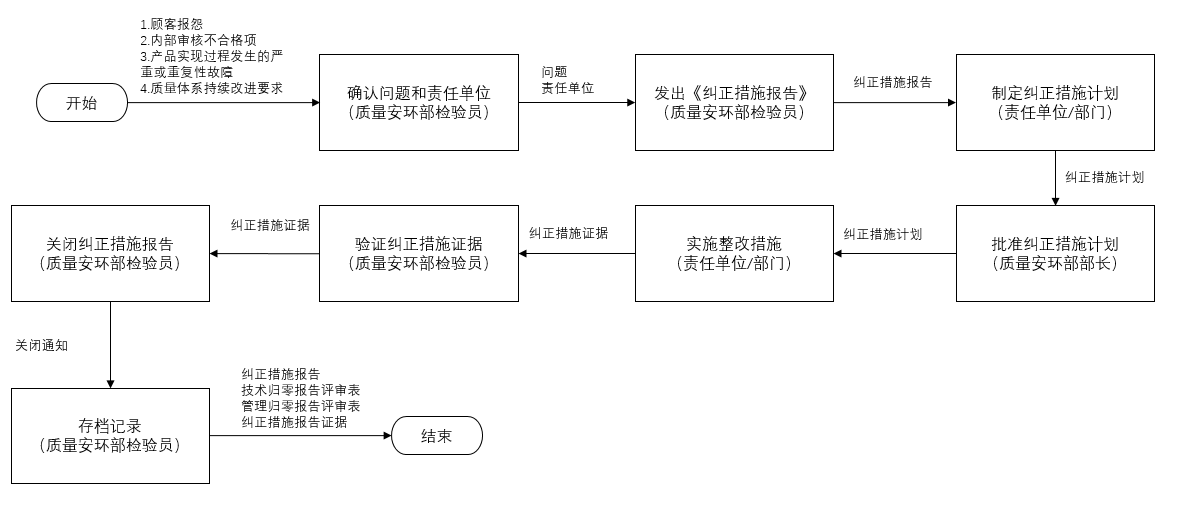 1.顾客报怨
2.内部审核不合格项
3.产品实现过程发生的严
重或重复性故障
4.质量体系持续改进要求
开始
确认问题和责任单位
（质量安环部检验员）
问题
责任单位
发出《纠正措施报告》
（质量安环部检验员）
纠正措施报告
制定纠正措施计划
（责任单位/部门）
纠正措施计划
批准纠正措施计划
（质量安环部部长）
纠正措施计划
实施整改措施
（责任单位/部门）
纠正措施证据
验证纠正措施证据
（质量安环部检验员）
纠正措施证据
关闭纠正措施报告
（质量安环部检验员）
关闭通知
存档记录
（质量安环部检验员）
纠正措施报告
技术归零报告评审表
管理归零报告评审表
纠正措施报告证据
结束